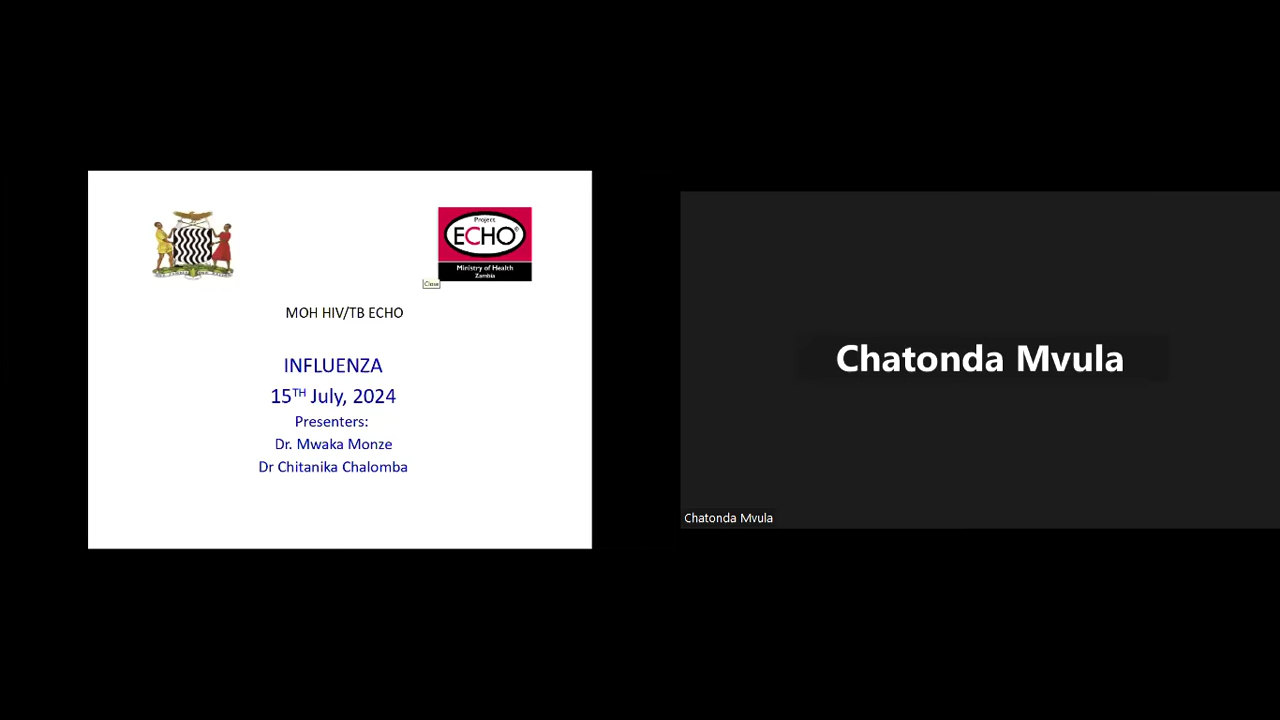 Project
ECHO®
Ministry of Health
Zambia
Close
MOH HIV/TB ECHO
INFLUENZA
15TH July, 2024
Presenters:
Dr. Mwaka Monze
Dr Chitanika Chalomba
Chatonda Mvula
Chatonda Mvula